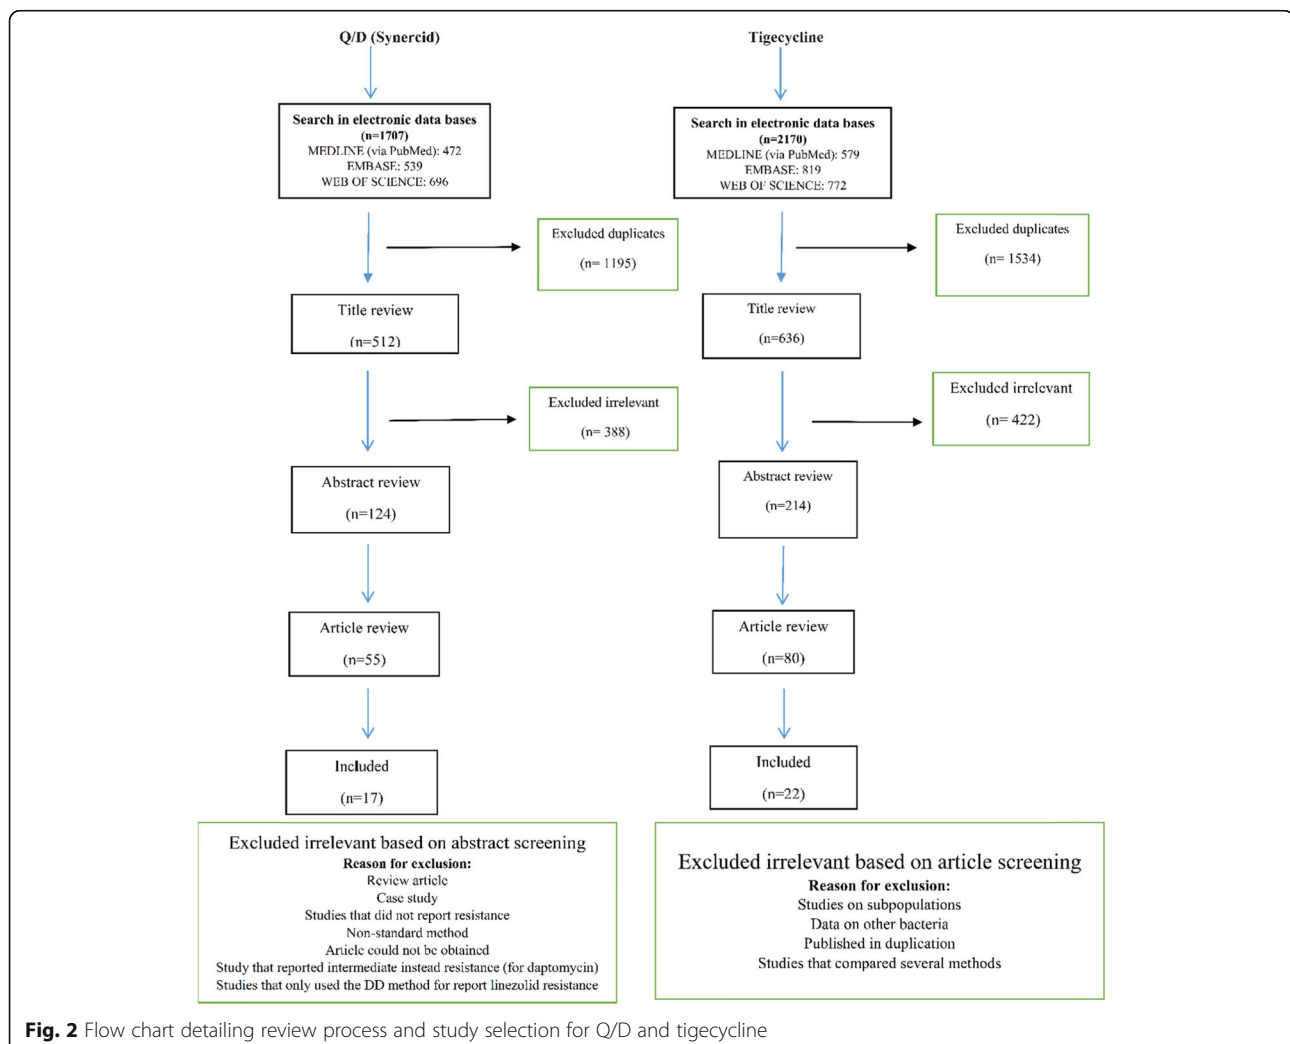 Q/D (Synercid)
Search in electronic data bases
(n=1707)
MEDLINE (via PubMed): 472
EMBASE: 539
WEB OF SCIENCE: 696
Excluded duplicates
(n= 1195)
Title review
(n=512)
Excluded irrelevant
(n= 388)
Abstract review
(n=124)
Article review
(n=55)
Included
(n=17)
Excluded irrelevant based on abstract screening
Reason for exclusion:
Review article
Case study
Studies that did not report resistance
Non-standard method
Article could not be obtained
Study that reported intermediate instead resistance (for daptomycin)
Studies that only used the DD method for report linezolid resistance
Tigecycline
Search in electronic data bases
(n=2170)
MEDLINE (via PubMed): 579
EMBASE: 819
WEB OF SCIENCE: 772
Excluded duplicates
(n= 1534)
Title review
(n=636)
Excluded irrelevant
(n= 422)
Abstract review
(n=214)
Article review
(n=80)
Included
(n=22)
Excluded irrelevant based on article screening
Reason for exclusion:
Studies on subpopulations
Data on other bacteria
Published in duplication
Studies that compared several methods
Fig. 2 Flow chart detailing review process and study selection for Q/D and tigecycline